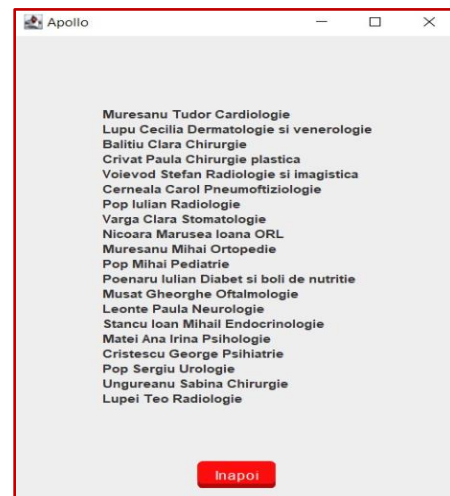 Apollo
Muresanu Tudor Cardiologie
Lupu Cecilia Dermatologie si venerologie
Balitiu Clara Chirurgie
Crivat Paula Chirurgie plastica
Voievod Stefan Radiologie si imagistica
Cerneala Carol Pneumoftiziologie
Pop Iulian Radiologie
Varga Clara Stomatologie
Nicoara Marusea Ioana ORL
Muresanu Mihai Ortopedie
Pop Mihai Pediatrie
Poenaru Iulian Diabet si boli de nutritie
Musat Gheorghe Oftalmologie
Leonte Paula Neurologie
Stancu Ioan Mihail Endocrinologie
Matei Ana Irina Psihologie
Cristescu George Psihiatrie
Pop Sergiu Urologie
Ungureanu Sabina Chirurgie
Lupei Teo Radiologie
Inapoi